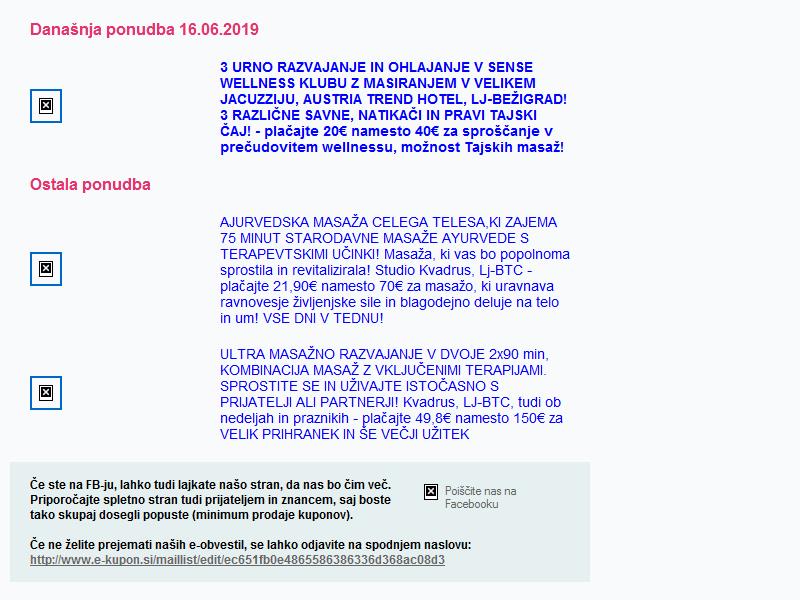 Današnja ponudba 16.06.2019
3 URNO RAZVAJANJE IN OHLAJANJE V SENSE
WELLNESS KLUBU Z MASIRANJEM V VELIKEM
JACUZZIJU, AUSTRIA TREND HOTEL, LJ-BEŽIGRAD!
3 RAZLIČNE SAVNE, NATIKAČI IN PRAVI TAJSKI
ČAJ! - plačajte 20€ namesto 40€ za sproščanje v
prečudovitem wellnessu, možnost Tajskih masaž!
Ostala ponudba
AJURVEDSKA MASAŽA CELEGA TELESA,KI ZAJEMA
75 MINUT STARODAVNE MASAŽE AYURVEDE S
TERAPEVTSKIMI UČINKI! Masaža, ki vas bo popolnoma
sprostila in revitalizirala! Studio Kvadrus, Lj-BTC -
plačajte 21,90€ namesto 70€ za masažo, ki uravnava
ravnovesje življenjske sile in blagodejno deluje na telo
in um! VSE DNI V TEDNU!
ULTRA MASAŽNO RAZVAJANJE V DVOJE 2x90 min,
KOMBINACIJA MASAŽ Z VKLJUČENIMI TERAPIJAMI.
SPROSTITE SE IN UŽIVAJTE ISTOČASNO S
PRIJATELJI ALI PARTNERJI! Kvadrus, LJ-BTC, tudi ob
nedeljah in praznikih - plačajte 49,8€ namesto 150€ za
VELIK PRIHRANEK IN ŠE VEČJI UŽITEK
Če ste na FB-ju, lahko tudi lajkate našo stran, da nas bo čim več.
Priporočajte spletno stran tudi prijateljem in znancem, saj boste
tako skupaj dosegli popuste (minimum prodaje kuponov).
Poiščite nas na
Facebooku
Če ne želite prejemati naših e-obvestil, se lahko odjavite na spodnjem naslovu:
http://www.e-kupon.si/maillist/edit/ec651fb0e4865586386336d368ac08d3